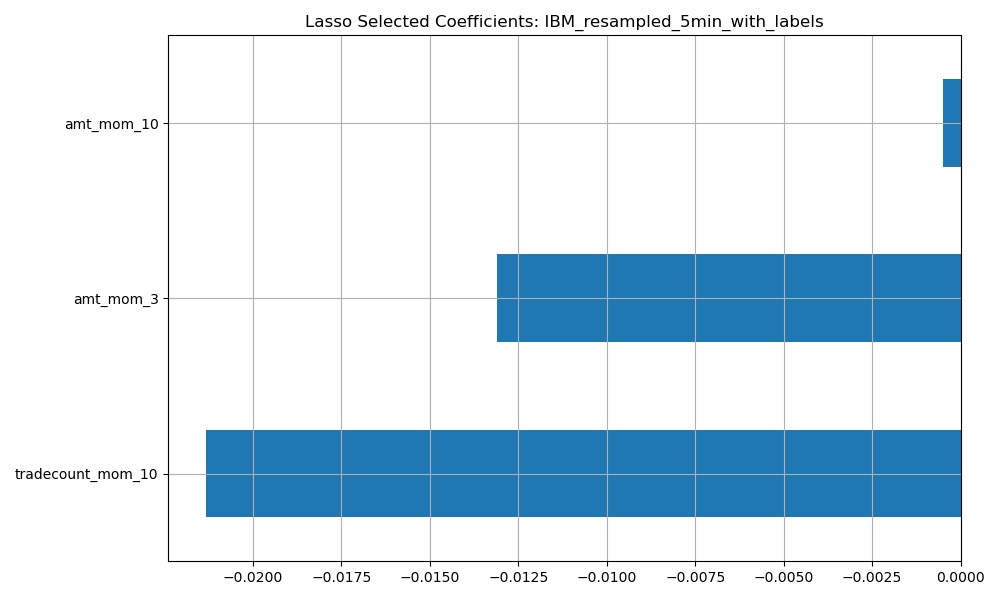 Lasso Selected Coefficients: IBM_resampled_5min_with_labels
amt_mom_10
amt_mom_3
tradecount_mom_10
−0.0200 −0.0175 −0.0150 −0.0125 −0.0100 −0.0075 −0.0050 −0.0025 0.0000